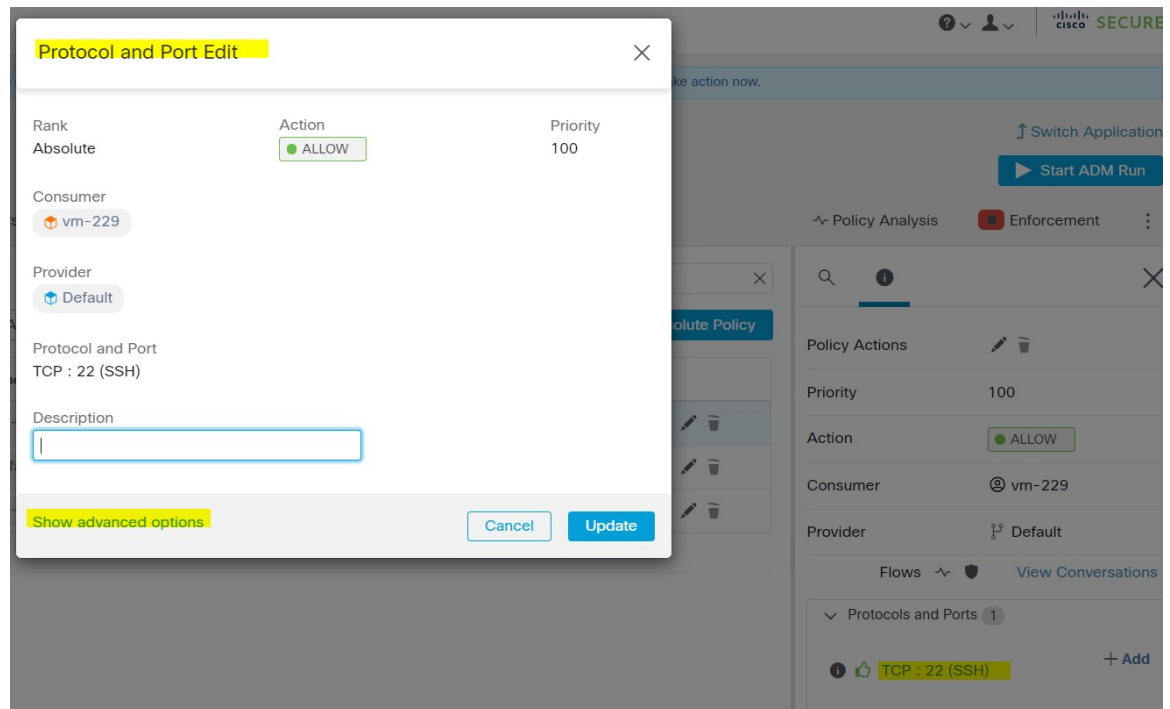 cisco SECURE
Protocol and Port Edit
ke action now.
Rank
Action
Priority
Absolute
ALLOW
100
Switch Application
Start ADM Run
Consumer
vm-229
Policy Analysis
Enforcement
Provider
Default
olute Policy
Protocol and Port
TCP : 22 (SSH)
Policy Actions
Priority
100
Description
Action
ALLOW
Consumer
vm-229
Show advanced options
Cancel
Update
Provider
Default
Flows
View Conversations
Protocols and Ports 1
TCP : 22 (SSH)
+ Add